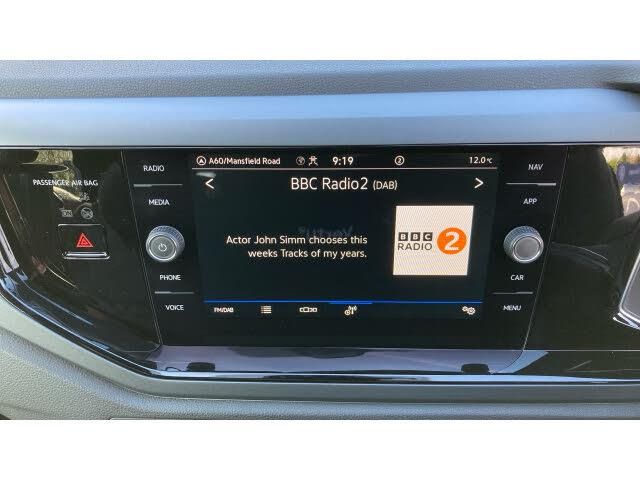 A60/Mansfield Road 9:19 2 12.0°C
RADIO
NAV
PASSENGER AIR BAG
< BBC Radio2 (DAB) >
MEDIA
APP
Actor John Simm chooses this
weeks Tracks of my years.
BBC
RADIO 2
PHONE
CAR
VOICE
FM/DAB
MENU